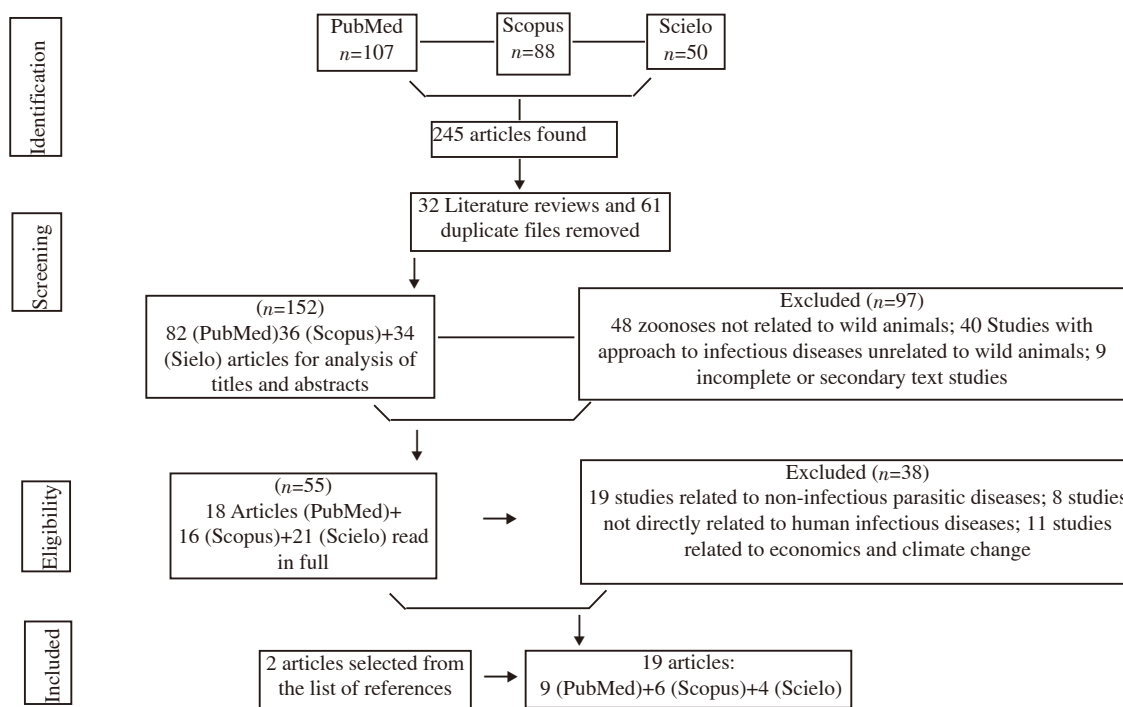 Identification
PubMed
n=107
Scopus
n=88
Scielo
n=50
245 articles found
Screening
32 Literature reviews and 61
duplicate files removed
(n=152)
82 (PubMed)36 (Scopus)+34
(Sielo) articles for analysis of
titles and abstracts
Excluded (n=97)
48 zoonoses not related to wild animals; 40 Studies with
approach to infectious diseases unrelated to wild animals; 9
incomplete or secondary text studies
Eligibility
(n=55)
18 Articles (PubMed)+
16 (Scopus)+21 (Scielo) read
in full
Excluded (n=38)
19 studies related to non-infectious parasitic diseases; 8 studies
not directly related to human infectious diseases; 11 studies
related to economics and climate change
Included
2 articles selected from
the list of references
19 articles:
9 (PubMed)+6 (Scopus)+4 (Scielo)